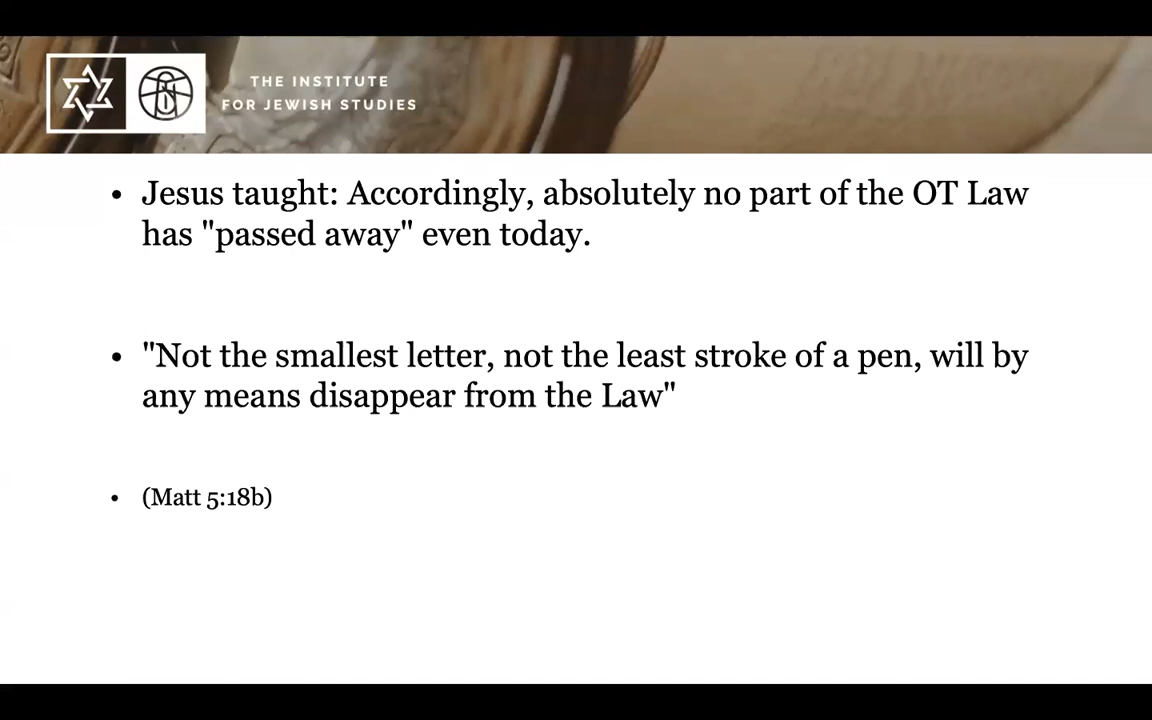 THE INSTITUTE
FOR JEWISH STUDIES
• Jesus taught: Accordingly, absolutely no part of the OT Law
has "passed away" even today.
• "Not the smallest letter, not the least stroke of a pen, will by
any means disappear from the Law"
• (Matt 5:18b)